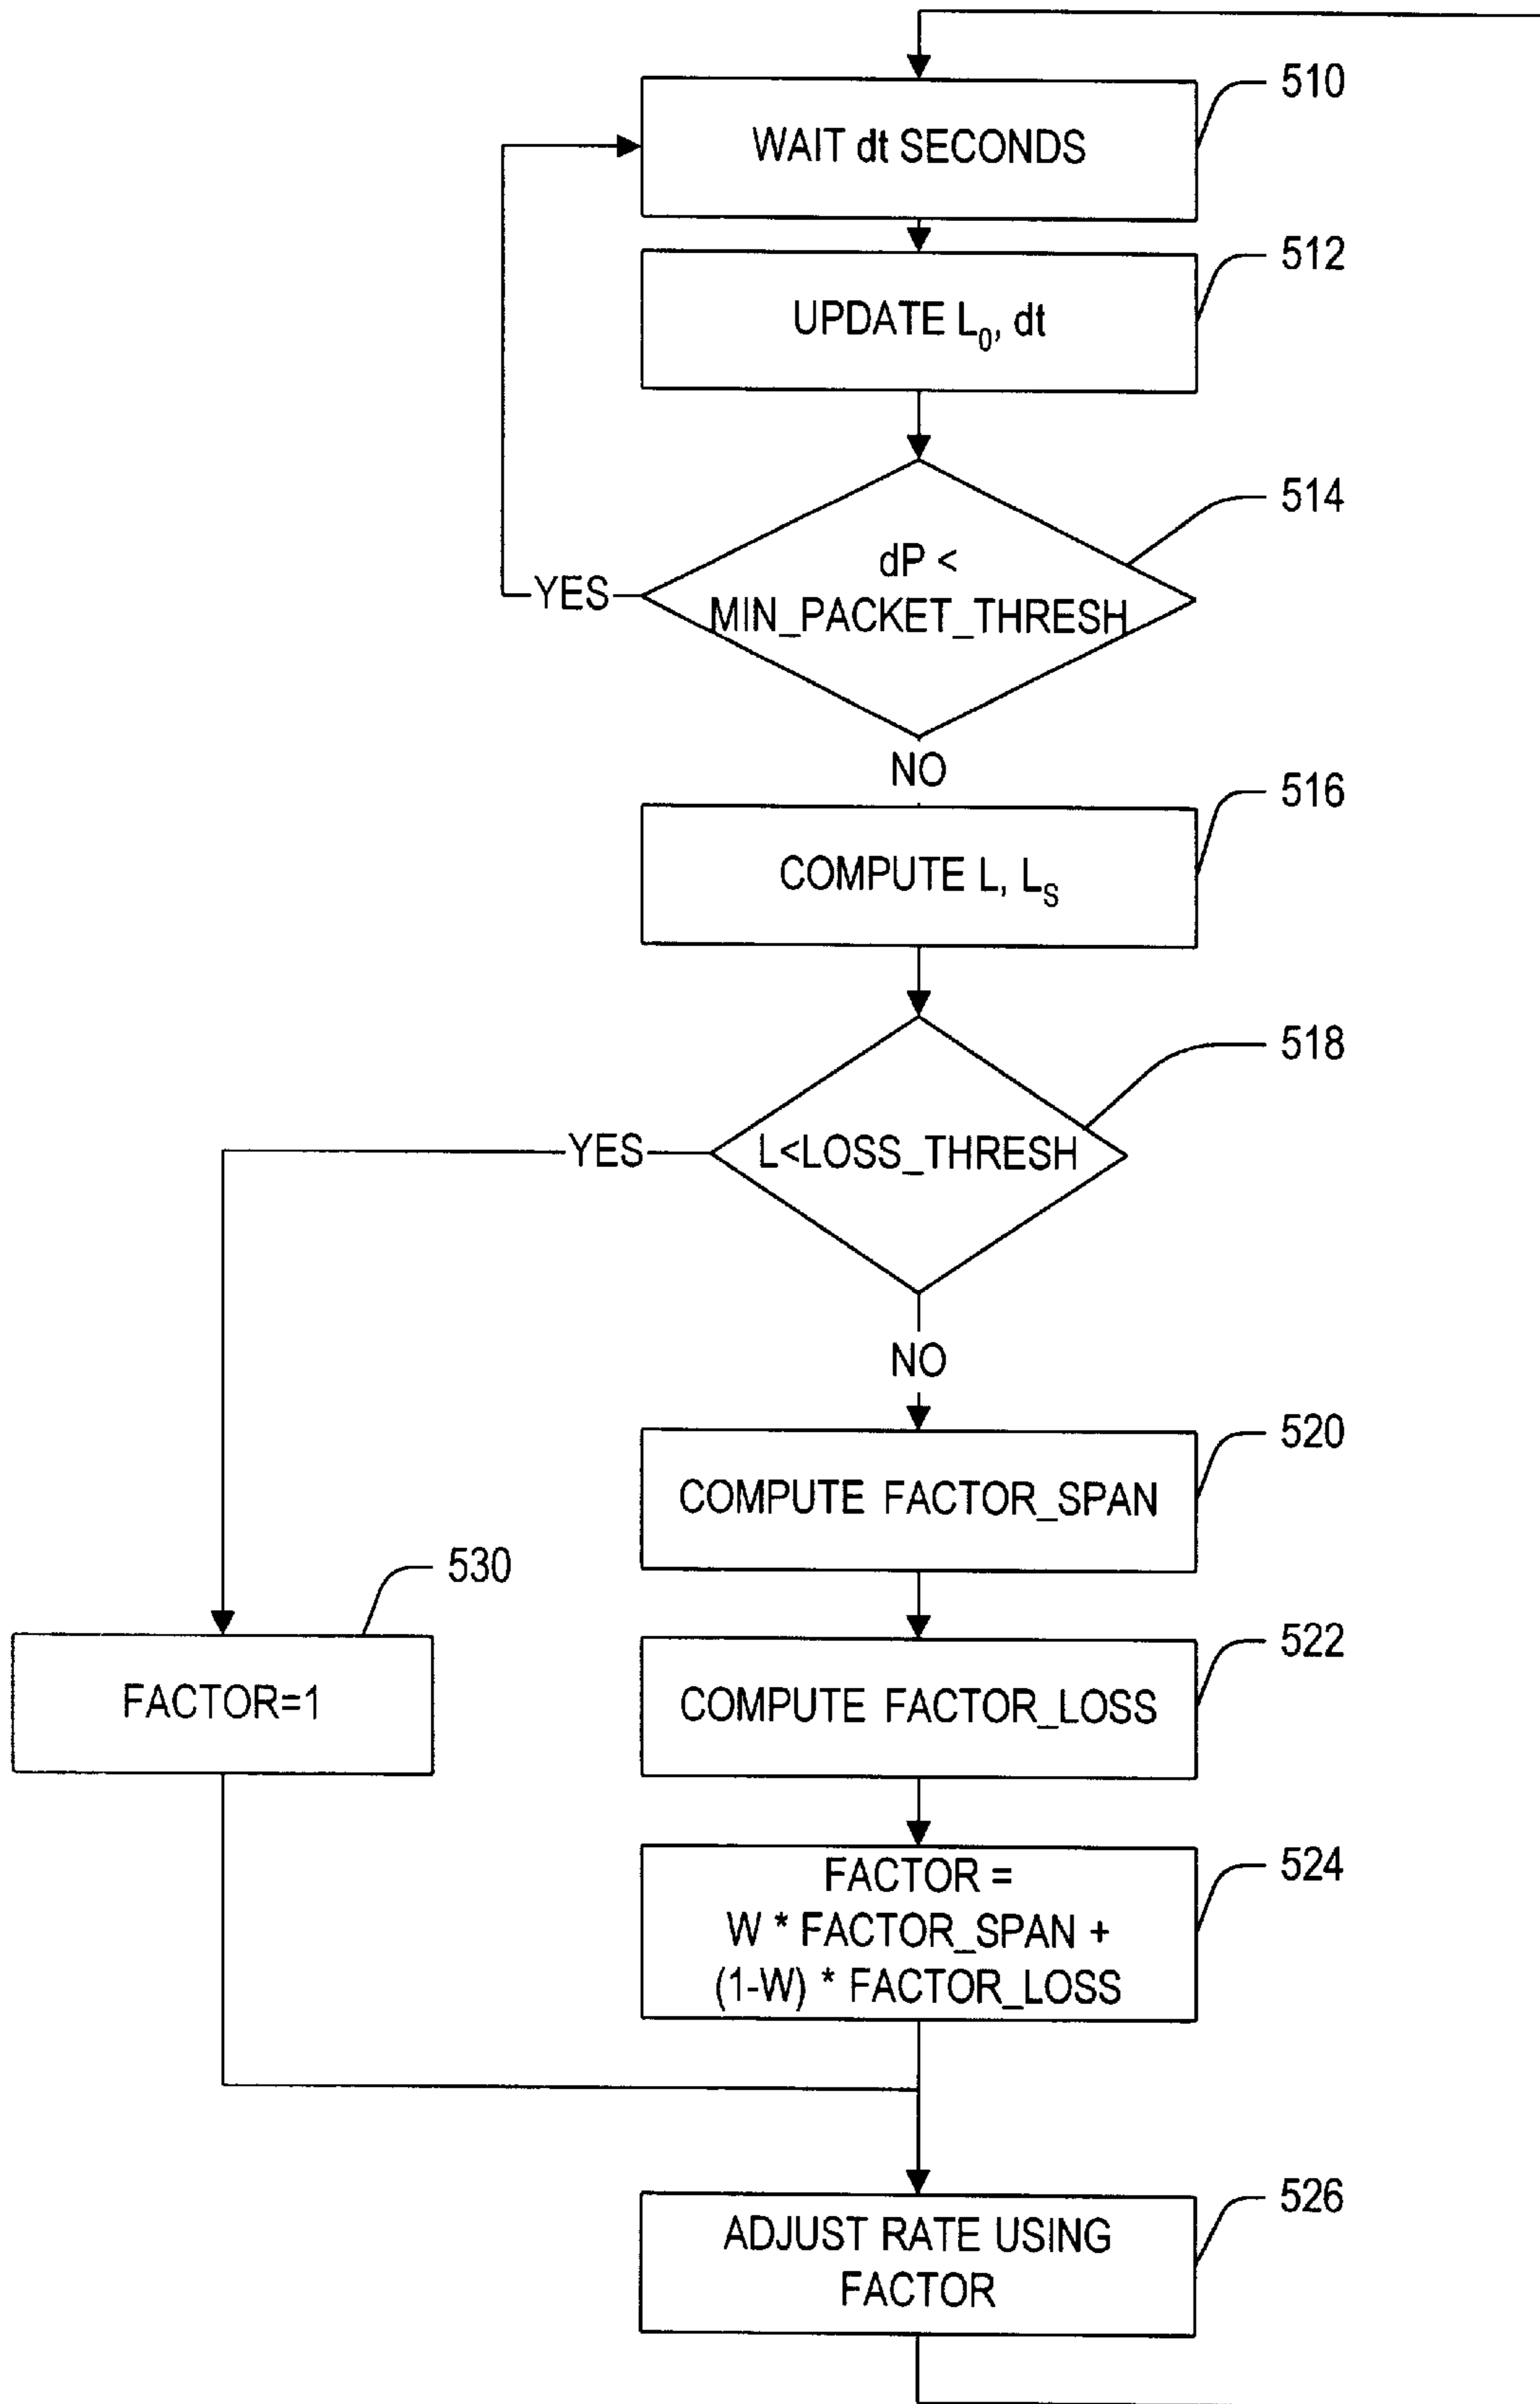 510
WAIT dt SECONDS
512
UPDATE L₀, dt
514
dP <
MIN_PACKET_THRESH
YES
NO
516
COMPUTE L, Lₛ
518
L<LOSS_THRESH
YES
NO
520
COMPUTE FACTOR_SPAN
530
FACTOR=1
522
COMPUTE FACTOR_LOSS
524
FACTOR =
W * FACTOR_SPAN +
(1-W) * FACTOR_LOSS
526
ADJUST RATE USING
FACTOR